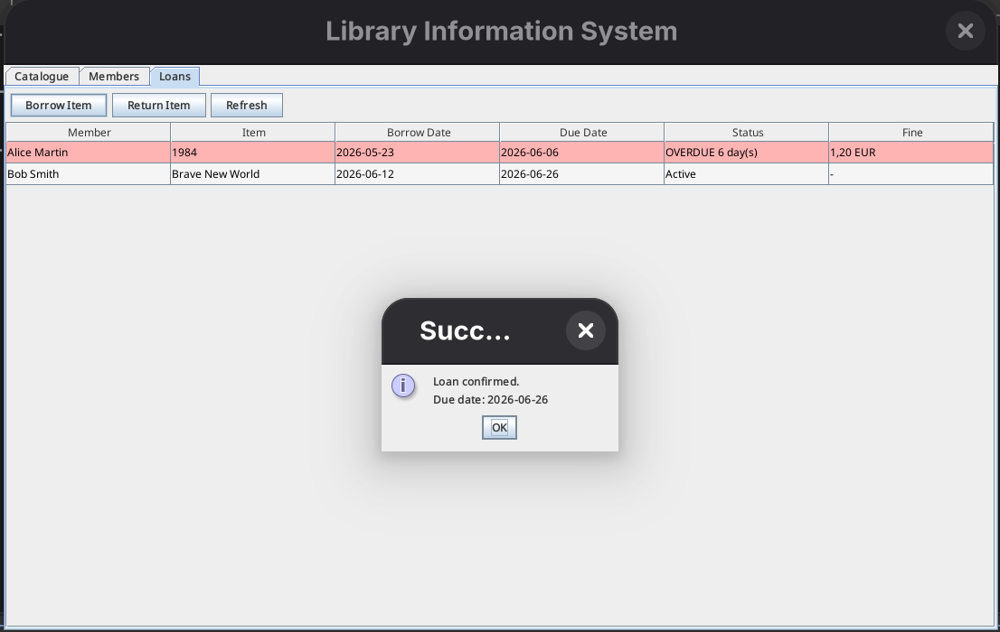 Library Information System
Catalogue Members Loans
Borrow Item Return Item Refresh
Member Item Borrow Date Due Date Status Fine
Alice Martin 1984 2026-05-23 2026-06-06 OVERDUE 6 day(s) 1,20 EUR
Bob Smith Brave New World 2026-06-12 2026-06-26 Active -
Succ...
Loan confirmed.
Due date: 2026-06-26
OK